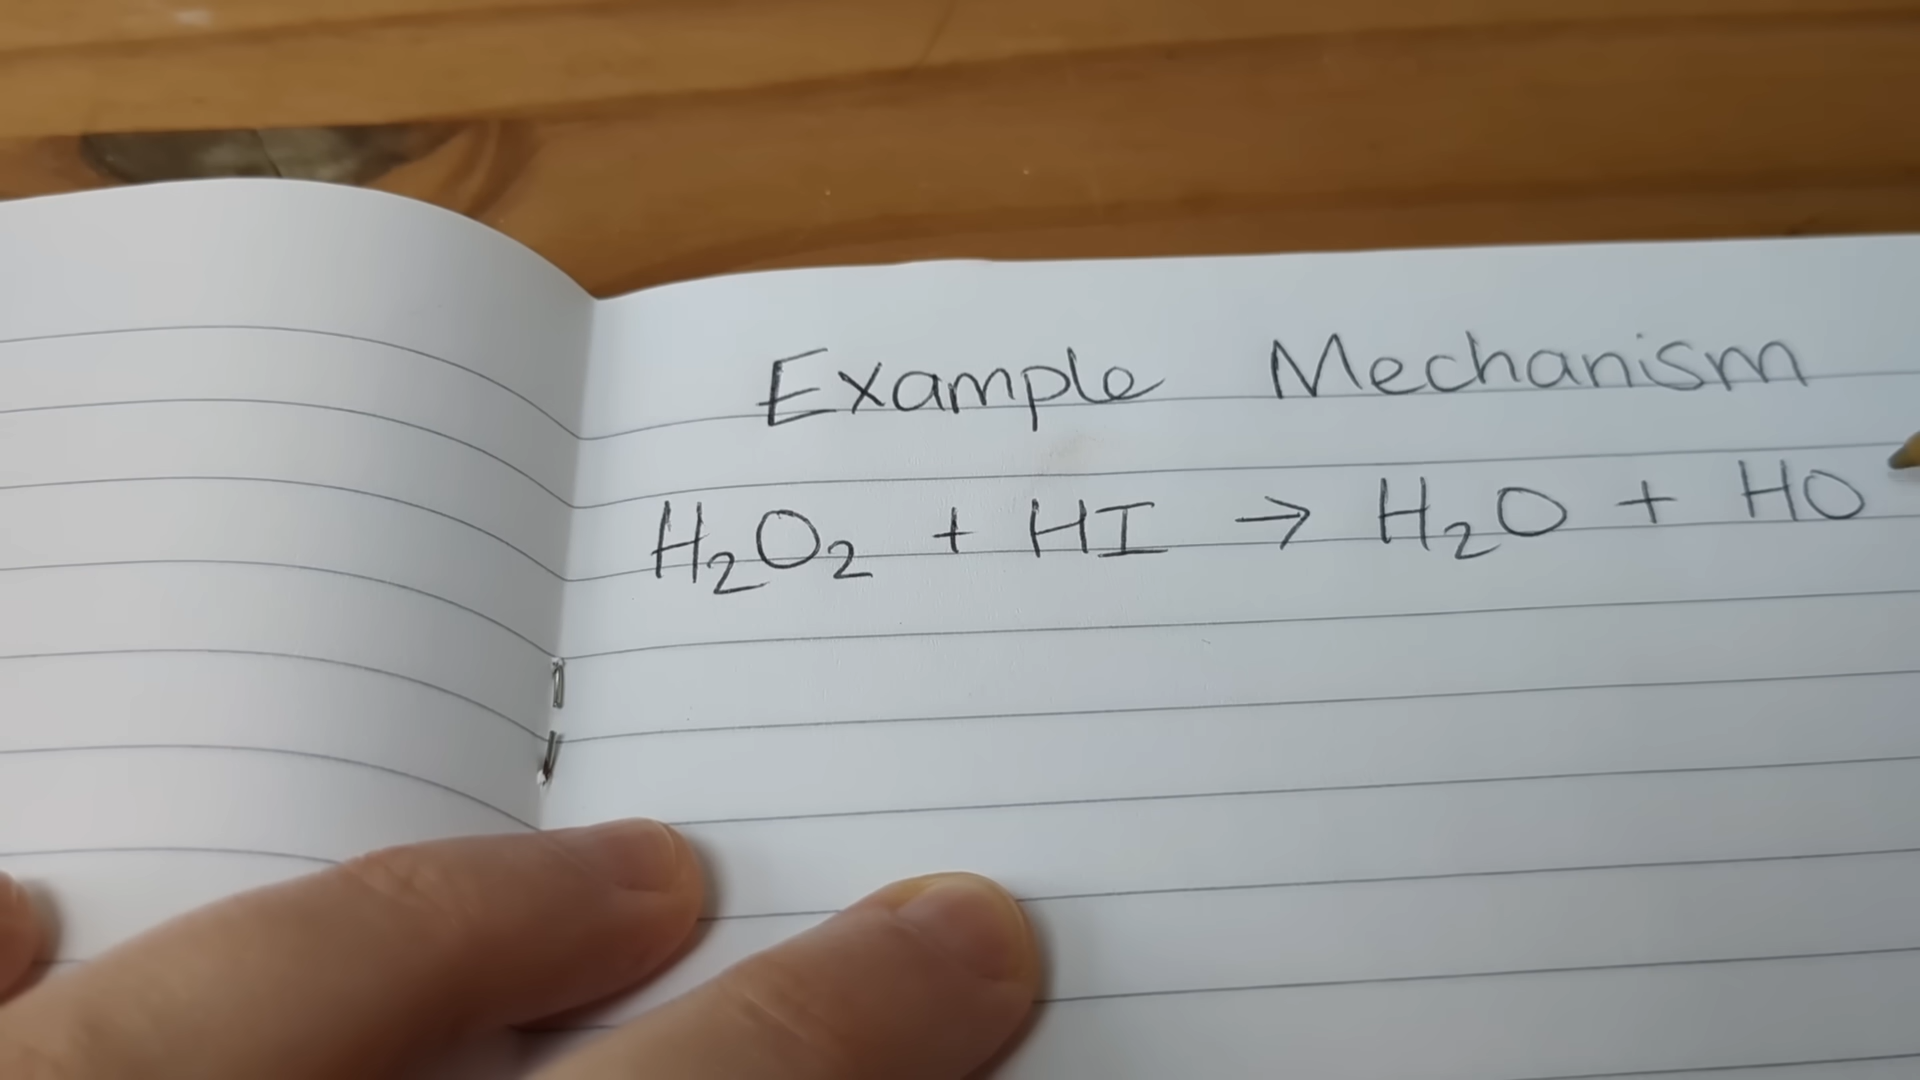 Example Mechanism
H₂O₂ + HI → H₂O + HO